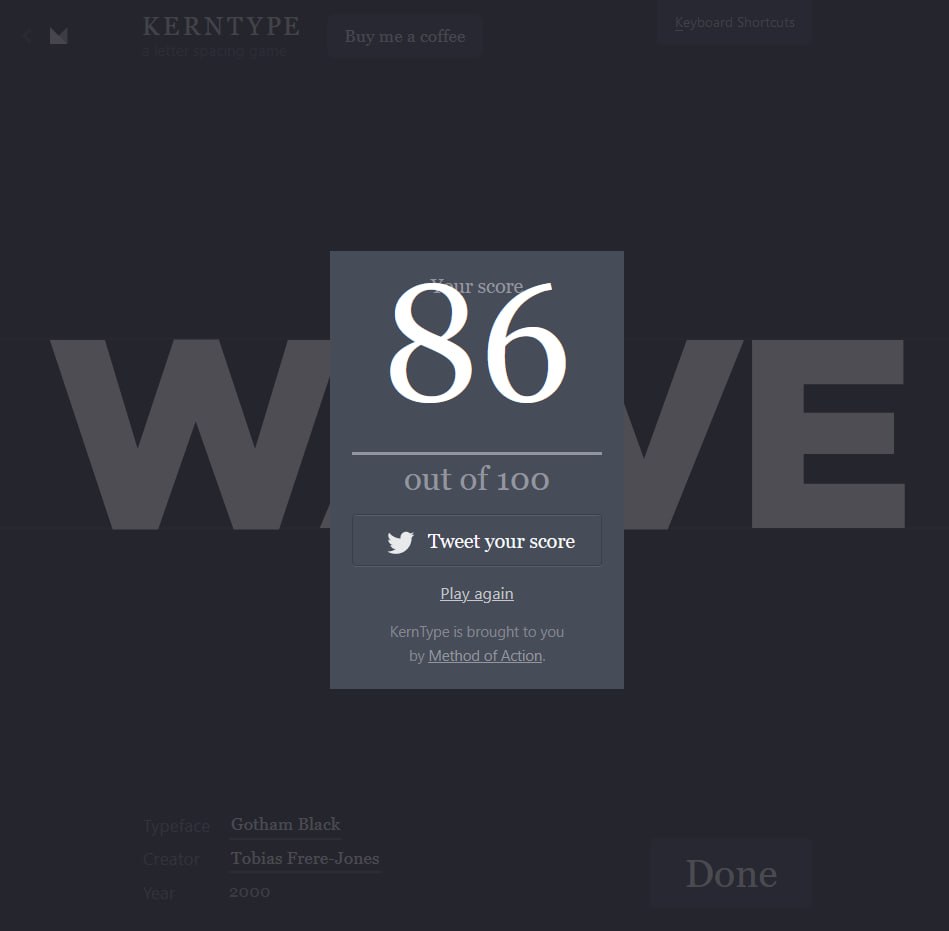 KERNTYPE
a letter spacing game
Buy me a coffee
Keyboard Shortcuts
Your score
86
out of 100
Tweet your score
Play again
KernType is brought to you
by Method of Action.
W VE
Typeface Gotham Black
Creator Tobias Frere-Jones
Year 2000
Done